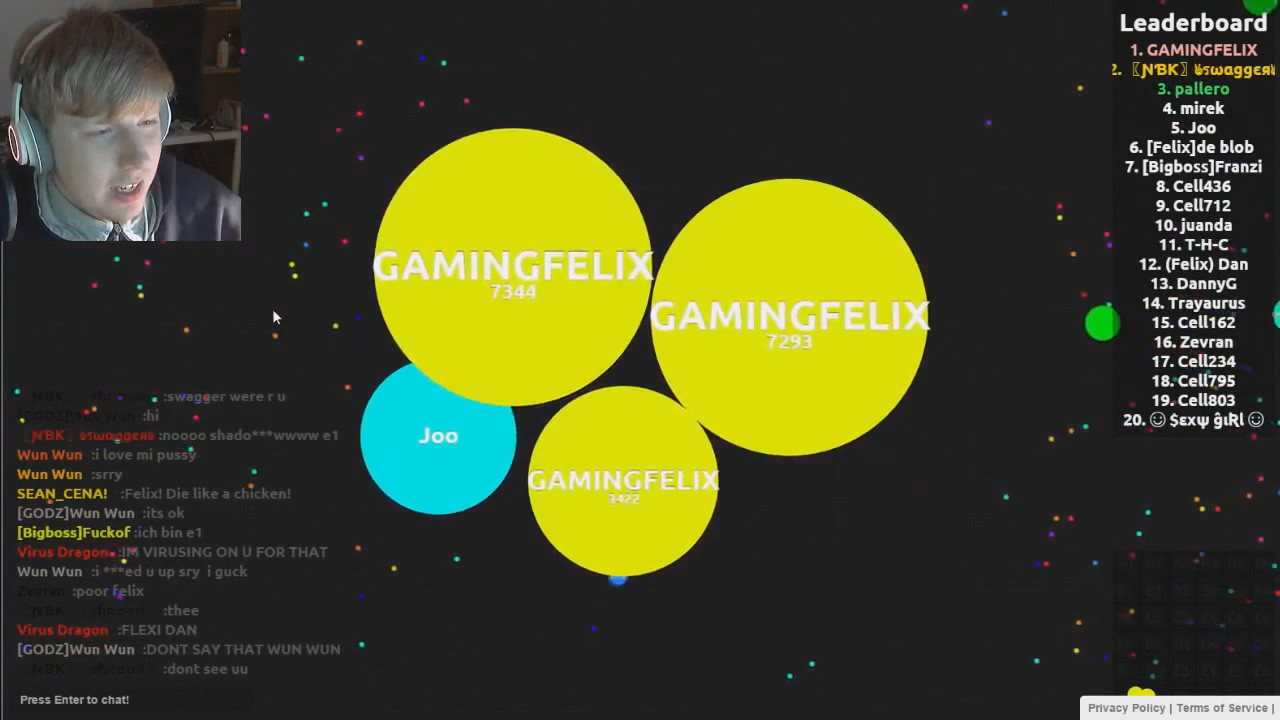 Leaderboard
1. GAMINGFELIX
3. pallero
4. mirek
5. Joo
6. [Felix]de blob
7. [Bigboss]Franzi
8. Cell436
9. Cell712
10. juanda
11. T-H-C
12. (Felix) Dan
13. DannyG
14. Trayaurus
15. Cell162
16. Zevran
17. Cell234
18. Cell795
19. Cell803
20. ☺ $εxψ ĝιRl ☺
GAMINGFELIX
7344
GAMINGFELIX
7293
Joo
GAMINGFELIX
3422
:swagger were r u
[GODZ]Wun Wun :hi
:noooo shado***wwww e1
Wun Wun :i love mi pussy
Wun Wun :srry
SEAN_CENA! :Felix! Die like a chicken!
[GODZ]Wun Wun :its ok
[Bigboss]Fuckof :ich bin e1
Virus Dragon :IM VIRUSING ON U FOR THAT
Wun Wun :i ***ed u up sry i guck
Zevran :poor felix
:thee
Virus Dragon :FLEXI DAN
[GODZ]Wun Wun :DONT SAY THAT WUN WUN
:dont see uu
Press Enter to chat!
Privacy Policy | Terms of Service |